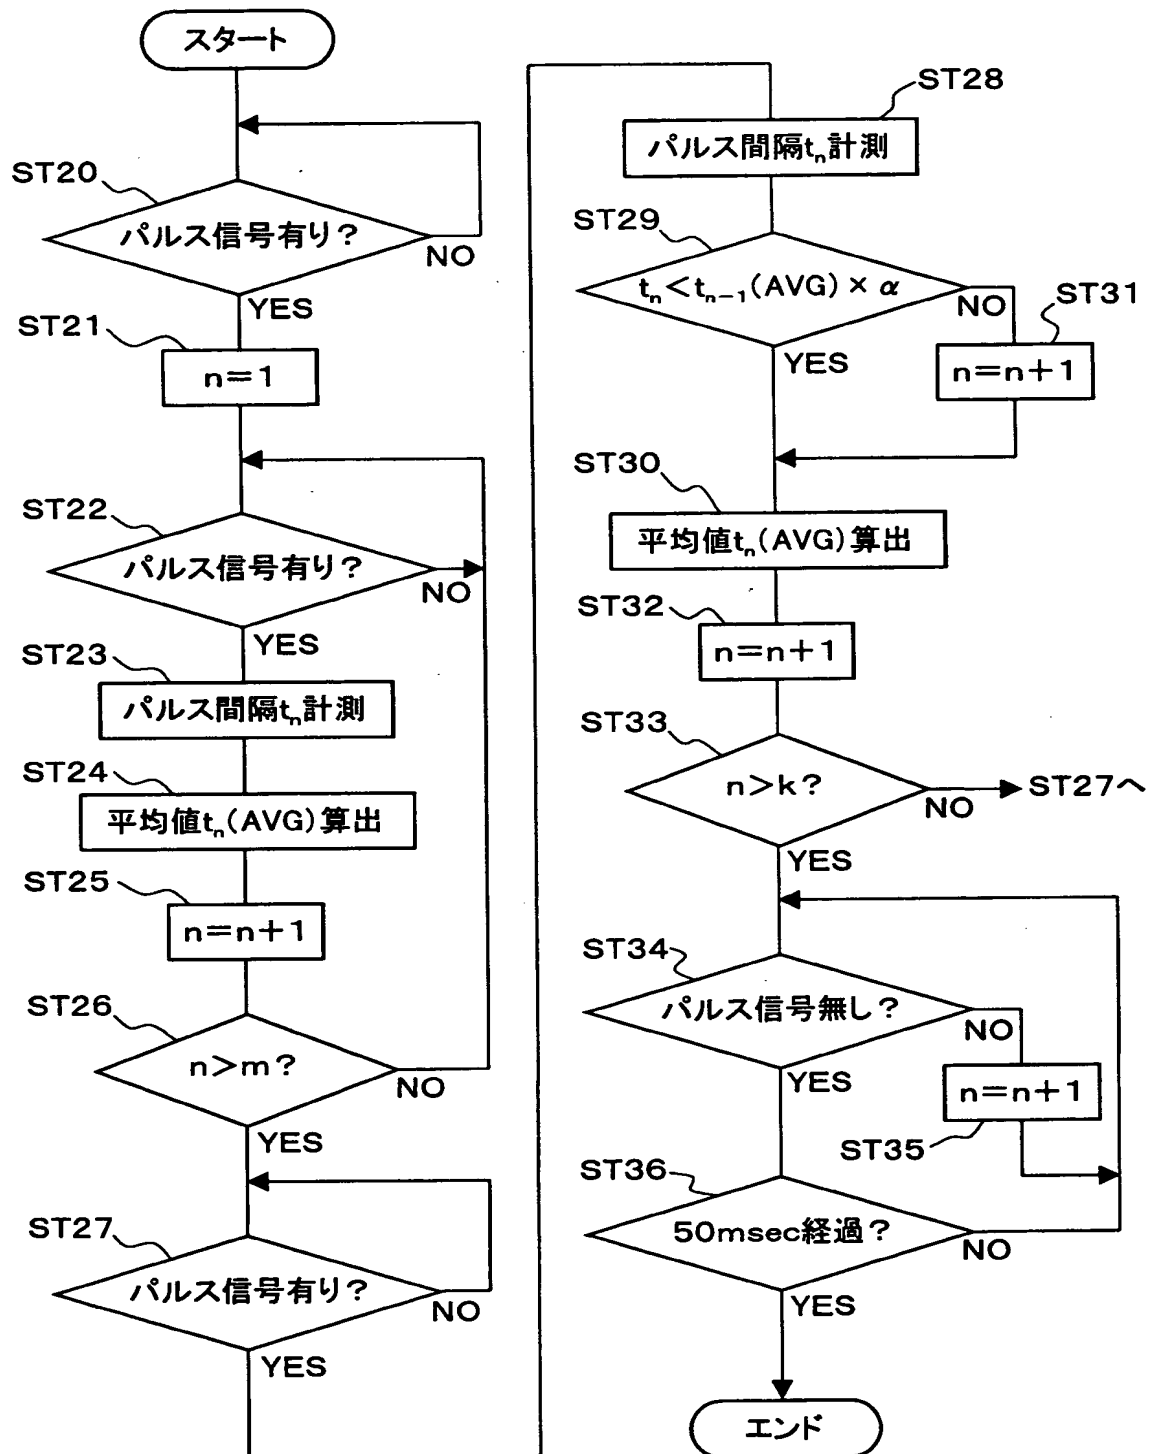 スタート
ST20
パルス信号有り?
NO
YES
ST21
n=1
ST22
パルス信号有り?
NO
YES
ST23
パルス間隔tn計測
ST24
平均値tn(AVG)算出
ST25
n=n+1
ST26
n>m?
NO
YES
ST27
パルス信号有り?
NO
YES
ST28
パルス間隔tn計測
ST29
tn<tn-1(AVG)×α
NO
ST31
n=n+1
YES
ST30
平均値tn(AVG)算出
ST32
n=n+1
ST33
n>k?
NO
ST27へ
YES
ST34
パルス信号無し?
NO
YES
n=n+1
ST35
ST36
50msec経過?
NO
YES
エンド